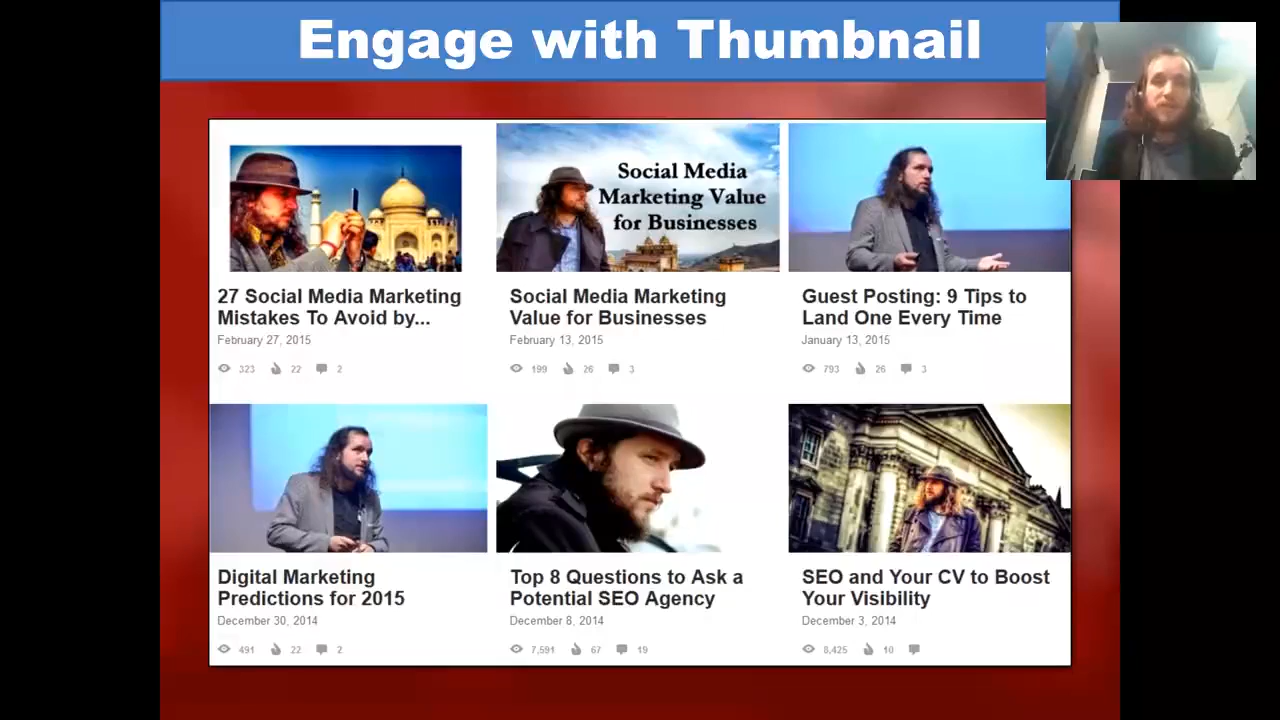 Engage with Thumbnail
Social Media
Marketing Value
for Businesses
27 Social Media Marketing
Mistakes To Avoid by...
February 27, 2015
323 22 2
Social Media Marketing
Value for Businesses
February 13, 2015
199 26 3
Guest Posting: 9 Tips to
Land One Every Time
January 13, 2015
793 26 3
Digital Marketing
Predictions for 2015
December 30, 2014
491 22 2
Top 8 Questions to Ask a
Potential SEO Agency
December 8, 2014
7,591 67 19
SEO and Your CV to Boost
Your Visibility
December 3, 2014
8,425 10